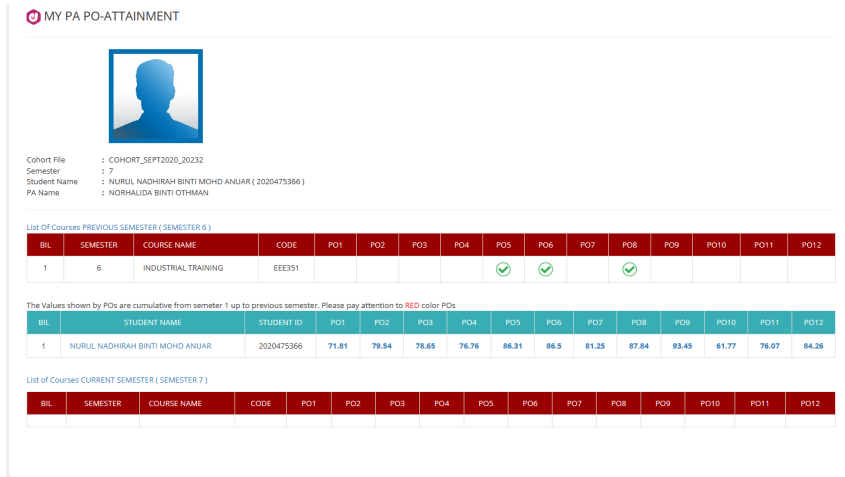 MY PA PO-ATTAINMENT
Cohort File : COHORT_SEPT2020_20232
Semester : 7
Student Name : NURUL NADHIRAH BINTI MOHD ANUAR ( 2020475366 )
PA Name : NORHALIDA BINTI OTHMAN
List Of Courses PREVIOUS SEMESTER ( SEMESTER 6 )
BIL SEMESTER COURSE NAME CODE PO1 PO2 PO3 PO4 PO5 PO6 PO7 PO8 PO9 PO10 PO11 PO12
1 6 INDUSTRIAL TRAINING EEE351
The Values shown by POs are cumulative from semeter 1 up to previous semester. Please pay attention to RED color POs
BIL STUDENT NAME STUDENT ID PO1 PO2 PO3 PO4 PO5 PO6 PO7 PO8 PO9 PO10 PO11 PO12
1 NURUL NADHIRAH BINTI MOHD ANUAR 2020475366 71.81 79.54 78.65 76.76 86.31 86.5 81.25 87.84 93.45 61.77 76.07 84.26
List of Courses CURRENT SEMESTER ( SEMESTER 7 )
BIL SEMESTER COURSE NAME CODE PO1 PO2 PO3 PO4 PO5 PO6 PO7 PO8 PO9 PO10 PO11 PO12